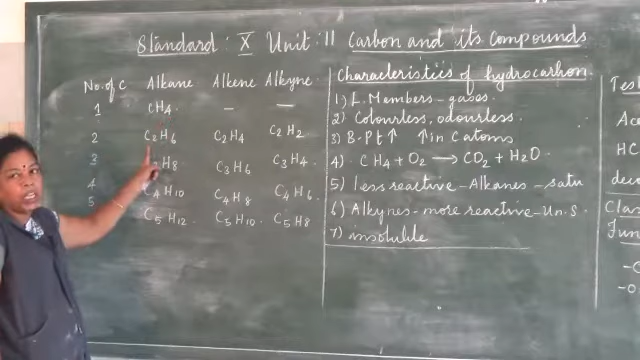 Standard : X Unit : 11 Carbon and its compounds
No. of C Alkane Alkene Alkyne
1 CH4 – –
2 C2H6 C2H4 C2H2
3 H8 C3H6 C3H4
4 C4H10 C4H8 C4H6
5 C5H12 C5H10 C5H8
Characteristics of hydrocarbon
1) L. Members – gases.
2) Colourless, odourless.
3) B.Pt ↑ ↑ in C atoms
4) CH4 + O2 → CO2 + H2O.
5) less reactive – Alkanes – satu
6) Alkynes – more reactive – Un. S.
7) insoluble
Test
Ace
HC
deco
Clas
Fun